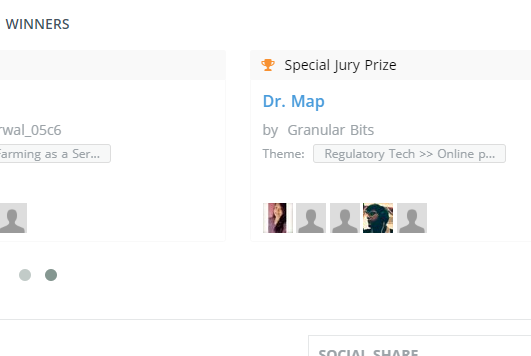 WINNERS
Special Jury Prize
Dr. Map
rwal_05c6
by Granular Bits
Farming as a Ser...
Theme: Regulatory Tech >> Online p...
SOCIAL SHARE